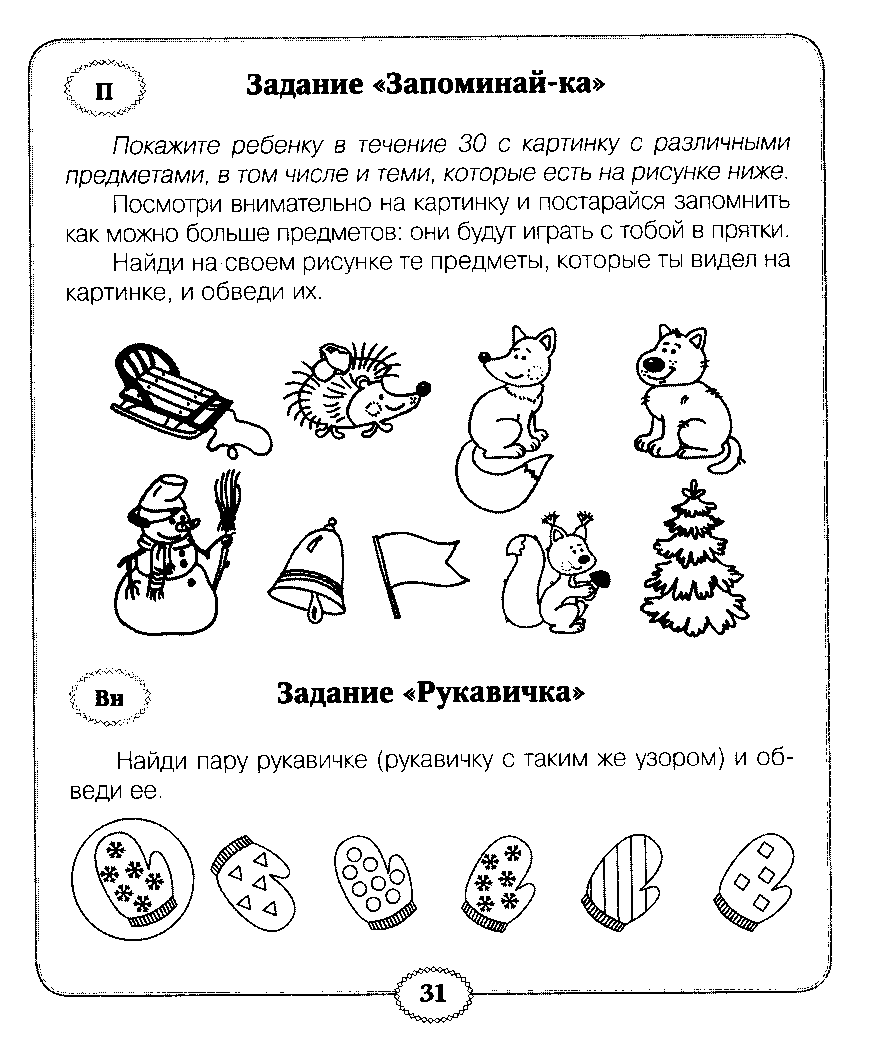 П
Задание «Запоминай-ка»
Покажите ребенку в течение 30 с картинку с различными
предметами, в том числе и теми, которые есть на рисунке ниже.
Посмотри внимательно на картинку и постарайся запомнить
как можно больше предметов: они будут играть с тобой в прятки.
Найди на своем рисунке те предметы, которые ты видел на
картинке, и обведи их.
Вн
Задание «Рукавичка»
Найди пару рукавичке (рукавичку с таким же узором) и об-
веди ее.
31